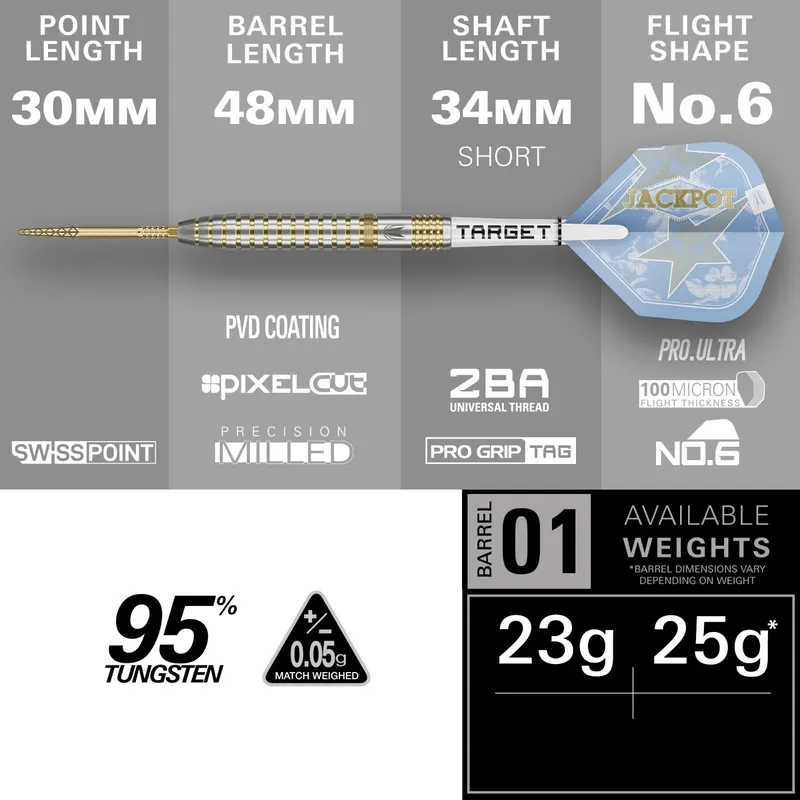 POINT
LENGTH
30MM
BARREL
LENGTH
48MM
SHAFT
LENGTH
34MM
SHORT
FLIGHT
SHAPE
No.6
JACKPOT
TARGET
PVD COATING
PIXELCUT
PRECISION
MILLED
SWISSPOINT
ZBA
UNIVERSAL THREAD
PRO GRIP TAG
PRO.ULTRA
100MICRON
FLIGHT THICKNESS
NO.6
95%
TUNGSTEN
+/-
0.05g
MATCH WEIGHED
BARREL
01
AVAILABLE
WEIGHTS
*BARREL DIMENSIONS VARY
DEPENDING ON WEIGHT
23g
25g*